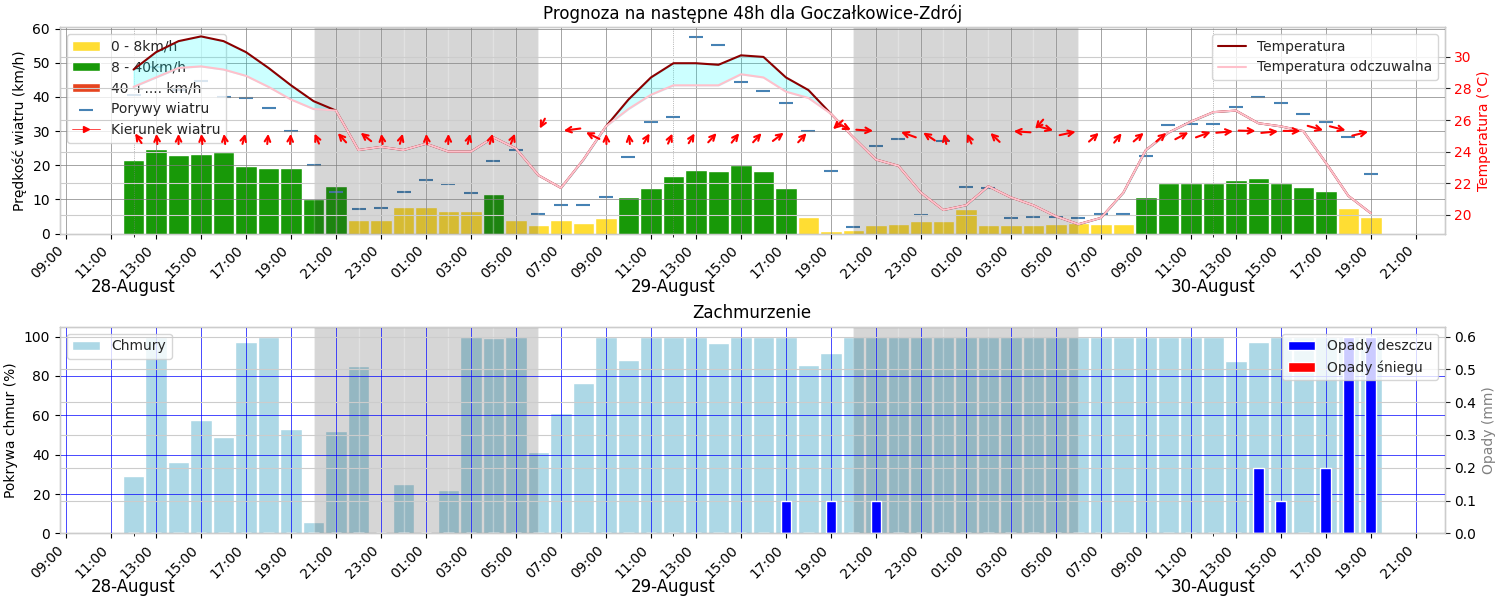 Prognoza na następne 48h dla Goczałkowice-Zdrój
Prędkość wiatru (km/h)
60
50
40
30
20
10
0
0 - 8km/h
8 - 40km/h
40 + .... km/h
Porywy wiatru
Kierunek wiatru
Temperatura
Temperatura odczuwalna
30
28
26
24
22
20
Temperatura (°C)
09:00 11:00 13:00 15:00 17:00 19:00 21:00 23:00 01:00 03:00 05:00 07:00 09:00 11:00 13:00 15:00 17:00 19:00 21:00 23:00 01:00 03:00 05:00 07:00 09:00 11:00 13:00 15:00 17:00 19:00 21:00
28-August 29-August 30-August
Zachmurzenie
Pokrywa chmur (%)
100
80
60
40
20
0
Chmury
Opady deszczu
Opady śniegu
0.6
0.5
0.4
0.3
0.2
0.1
0.0
Opady (mm)
09:00 11:00 13:00 15:00 17:00 19:00 21:00 23:00 01:00 03:00 05:00 07:00 09:00 11:00 13:00 15:00 17:00 19:00 21:00 23:00 01:00 03:00 05:00 07:00 09:00 11:00 13:00 15:00 17:00 19:00 21:00
28-August 29-August 30-August